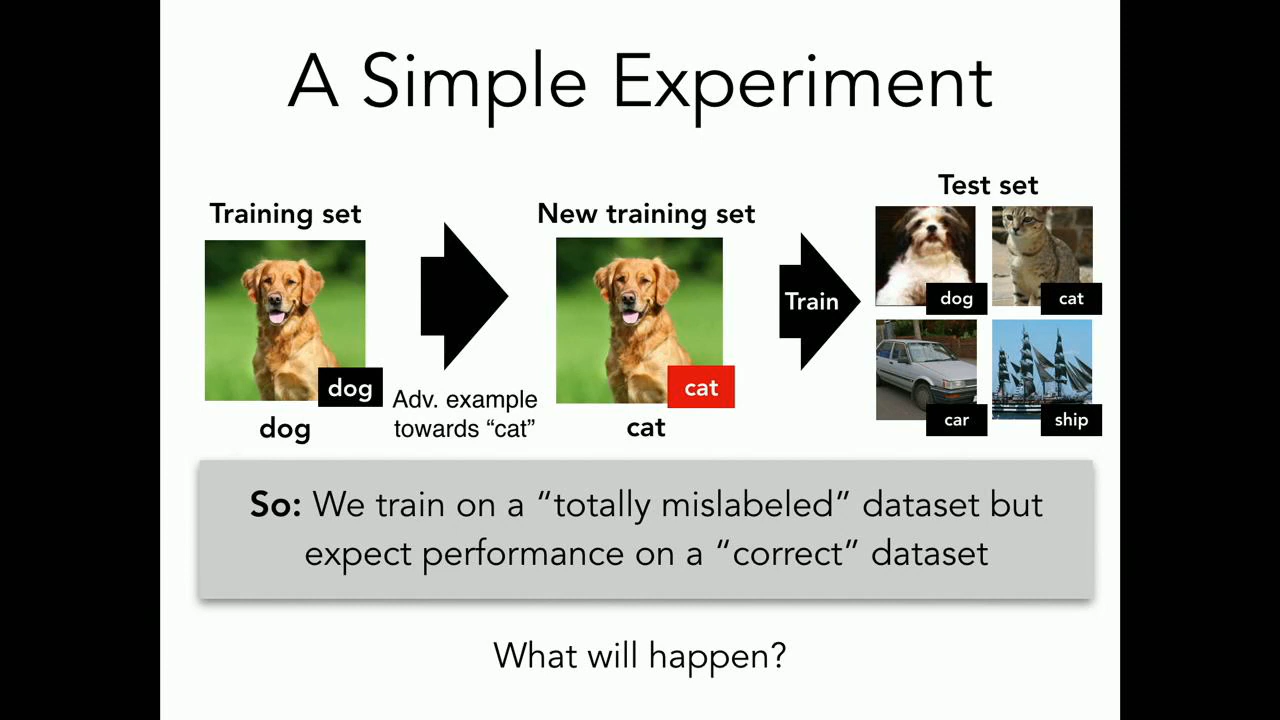 A Simple Experiment
Training set
dog
dog
Adv. example
towards “cat”
New training set
cat
cat
Train
Test set
dog
cat
car
ship
So: We train on a “totally mislabeled” dataset but
expect performance on a “correct” dataset
What will happen?